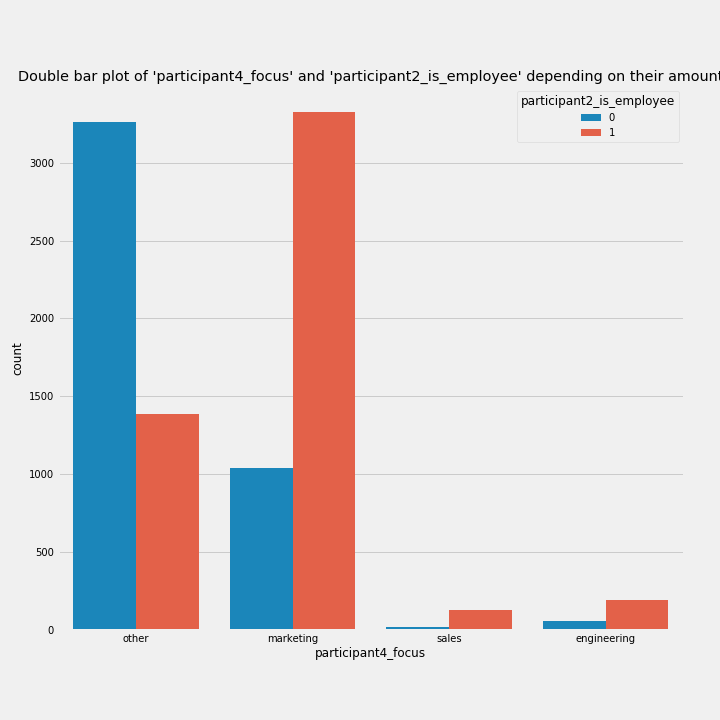 Double bar plot of 'participant4_focus' and 'participant2_is_employee' depending on their amount
participant2_is_employee
0
1
3000
2500
2000
1500
1000
500
0
count
other marketing sales engineering
participant4_focus